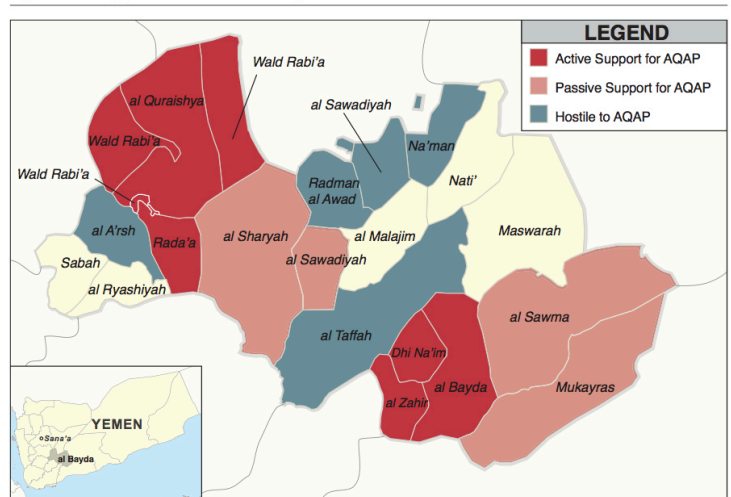 LEGEND
Active Support for AQAP
Passive Support for AQAP
Hostile to AQAP
Wald Rabi'a
al Quraishya
al Sawadiyah
Wald Rabi'a
Na'man
Wald Rabi'a
Radman
al Awad
Nati'
al A'rsh
Rada'a
al Sharyah
al Malajim
Maswarah
Sabah
al Sawadiyah
al Ryashiyah
al Sawma
al Taffah
Dhi Na'im
al Bayda
Mukayras
al Zahir
YEMEN
Sana'a
al Bayda